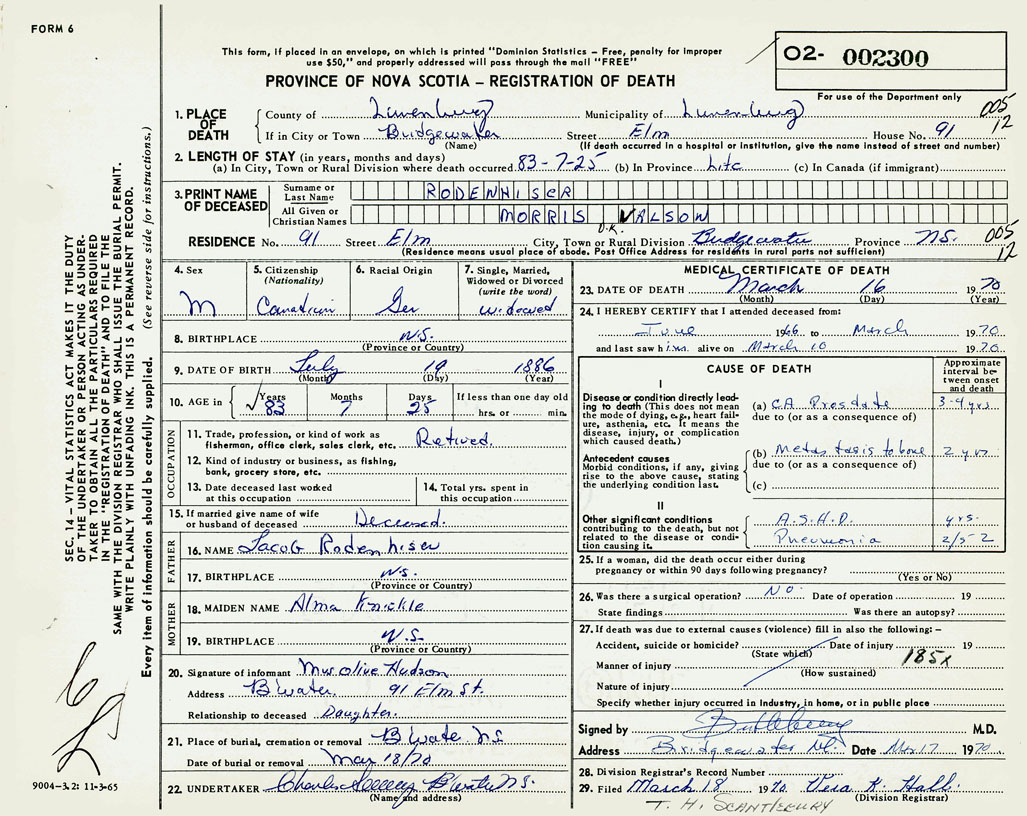 FORM 6
This form, if placed in an envelope, on which is printed "Dominion Statistics – Free, penalty for improper
use $50," and properly addressed will pass through the mail "FREE"
02- 002300
For use of the Department only
PROVINCE OF NOVA SCOTIA – REGISTRATION OF DEATH
005
12
1. PLACE OF DEATH
County of Lunenburg Municipality of Lunenburg
If in City or Town Bridgewater Street Elm House No. 91
(Name) (If death occurred in a hospital or institution, give the name instead of street and number)
2. LENGTH OF STAY (in years, months and days)
(a) In City, Town or Rural Division where death occurred 83-7-25 (b) In Province Life (c) In Canada (if immigrant)
3. PRINT NAME OF DECEASED
Surname or Last Name RODENHISER
All Given or Christian Names MORRIS WALSON
O.K.
RESIDENCE No. 91 Street Elm City, Town or Rural Division Bridgewater Province N.S.
005
12
(Residence means usual place of abode. Post Office Address for residents in rural parts not sufficient)
4. Sex
M
5. Citizenship
(Nationality)
Canadian
6. Racial Origin
Ger
7. Single, Married,
Widowed or Divorced
(write the word)
widowed
8. BIRTHPLACE N.S.
(Province or Country)
9. DATE OF BIRTH July 19 1886
(Month) (Day) (Year)
10. AGE in Years 83 Months 7 Days 25 If less than one day old
hrs. or min.
OCCUPATION
11. Trade, profession, or kind of work as
fisherman, office clerk, sales clerk, etc. Retired.
12. Kind of industry or business, as fishing,
bank, grocery store, etc.
13. Date deceased last worked
at this occupation
14. Total yrs. spent in
this occupation
15. If married give name of wife
or husband of deceased Deceased.
FATHER
16. NAME Jacob Rodenhiser
17. BIRTHPLACE N.S.
(Province or Country)
MOTHER
18. MAIDEN NAME Alma Knickle
19. BIRTHPLACE N.S.
(Province or Country)
20. Signature of informant Mrs Olive Hudson
Address B'Water. 91 Elm St.
Relationship to deceased Daughter.
21. Place of burial, cremation or removal B'Water N.S
Date of burial or removal Mar 18/70
22. UNDERTAKER Charles B'Water N.S.
(Name and address)
MEDICAL CERTIFICATE OF DEATH
23. DATE OF DEATH March 16 1970
(Month) (Day) (Year)
24. I HEREBY CERTIFY that I attended deceased from:
June 1966 to March 1970
and last saw him alive on March 10 1970
CAUSE OF DEATH
Approximate
interval be-
tween onset
and death
I
Disease or condition directly lead-
ing to death (This does not mean
the mode of dying, e.g., heart fail-
ure, asthenia, etc. It means the
disease, injury, or complication
which caused death.)
(a) CA Prostate 3-4 yrs
due to (or as a consequence of)
Antecedent causes
Morbid conditions, if any, giving
rise to the above cause, stating
the underlying condition last.
(b) Metastasis to bone 2 yrs
due to (or as a consequence of)
(c)
II
Other significant conditions
contributing to the death, but not
related to the disease or condi-
tion causing it.
A.S.H.D. yrs.
Pneumonia
25. If a woman, did the death occur either during
pregnancy or within 90 days following pregnancy?
(Yes or No)
26. Was there a surgical operation? No. Date of operation 19
State findings Was there an autopsy?
27. If death was due to external causes (violence) fill in also the following: –
Accident, suicide or homicide? Date of injury 19
(State which) 185X
Manner of injury
(How sustained)
Nature of injury
Specify whether injury occurred in Industry, in home, or in public place
Signed by M.D.
Address Bridgewater Date Mar 17 1970
28. Division Registrar's Record Number
29. Filed March 18 1970 Vera K. Hall.
(Division Registrar)
T. H. SCANTLEBURY
SEC. 14 – VITAL STATISTICS ACT MAKES IT THE DUTY
OF THE UNDERTAKER OR PERSON ACTING AS UNDER-
TAKER TO OBTAIN ALL THE PARTICULARS REQUIRED
IN THE "REGISTRATION OF DEATH" AND TO FILE THE
SAME WITH THE DIVISION REGISTRAR WHO SHALL ISSUE THE BURIAL PERMIT.
WRITE PLAINLY WITH UNFADING INK. THIS IS A PERMANENT RECORD.
Every item of information should be carefully supplied. (See reverse side for instructions.)
9004-3.2: 11-3-65